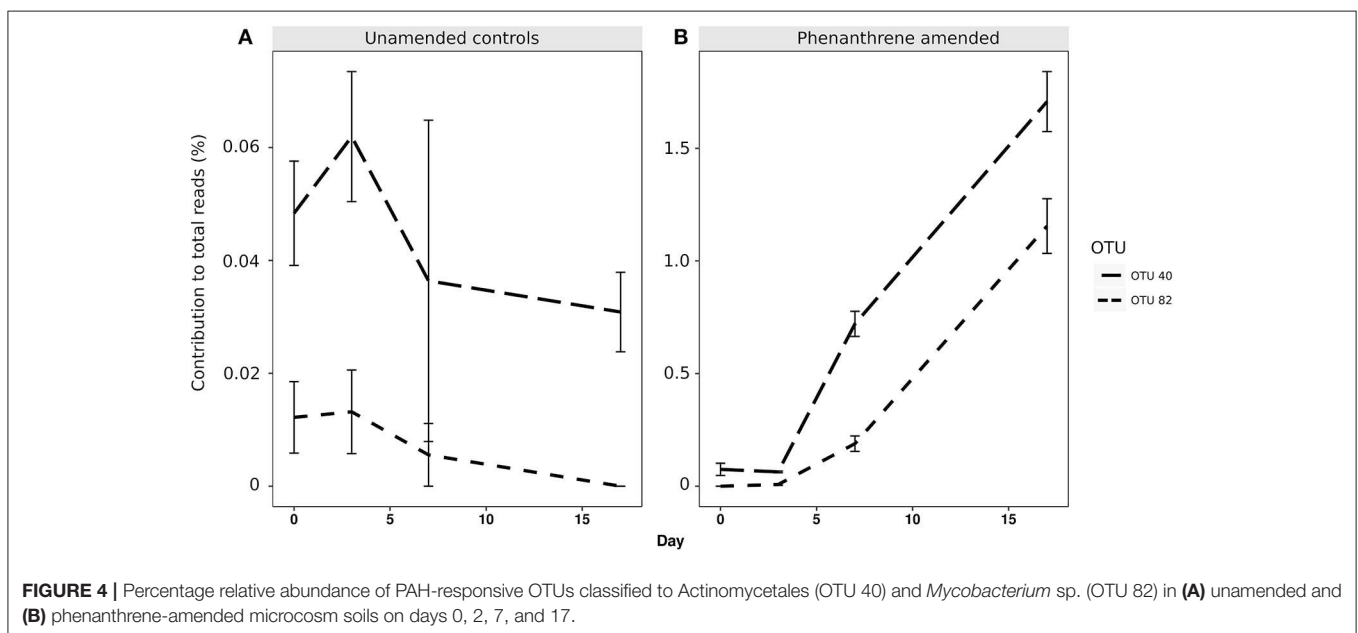 A
Unamended controls
B
Phenanthrene amended
Contribution to total reads (%)
0.06
0.04
0.02
0
0
5
10
15
1.5
1.0
0.5
0
0
5
10
15
Day
OTU
OTU 40
OTU 82
FIGURE 4 | Percentage relative abundance of PAH-responsive OTUs classified to Actinomycetales (OTU 40) and Mycobacterium sp. (OTU 82) in (A) unamended and
(B) phenanthrene-amended microcosm soils on days 0, 2, 7, and 17.